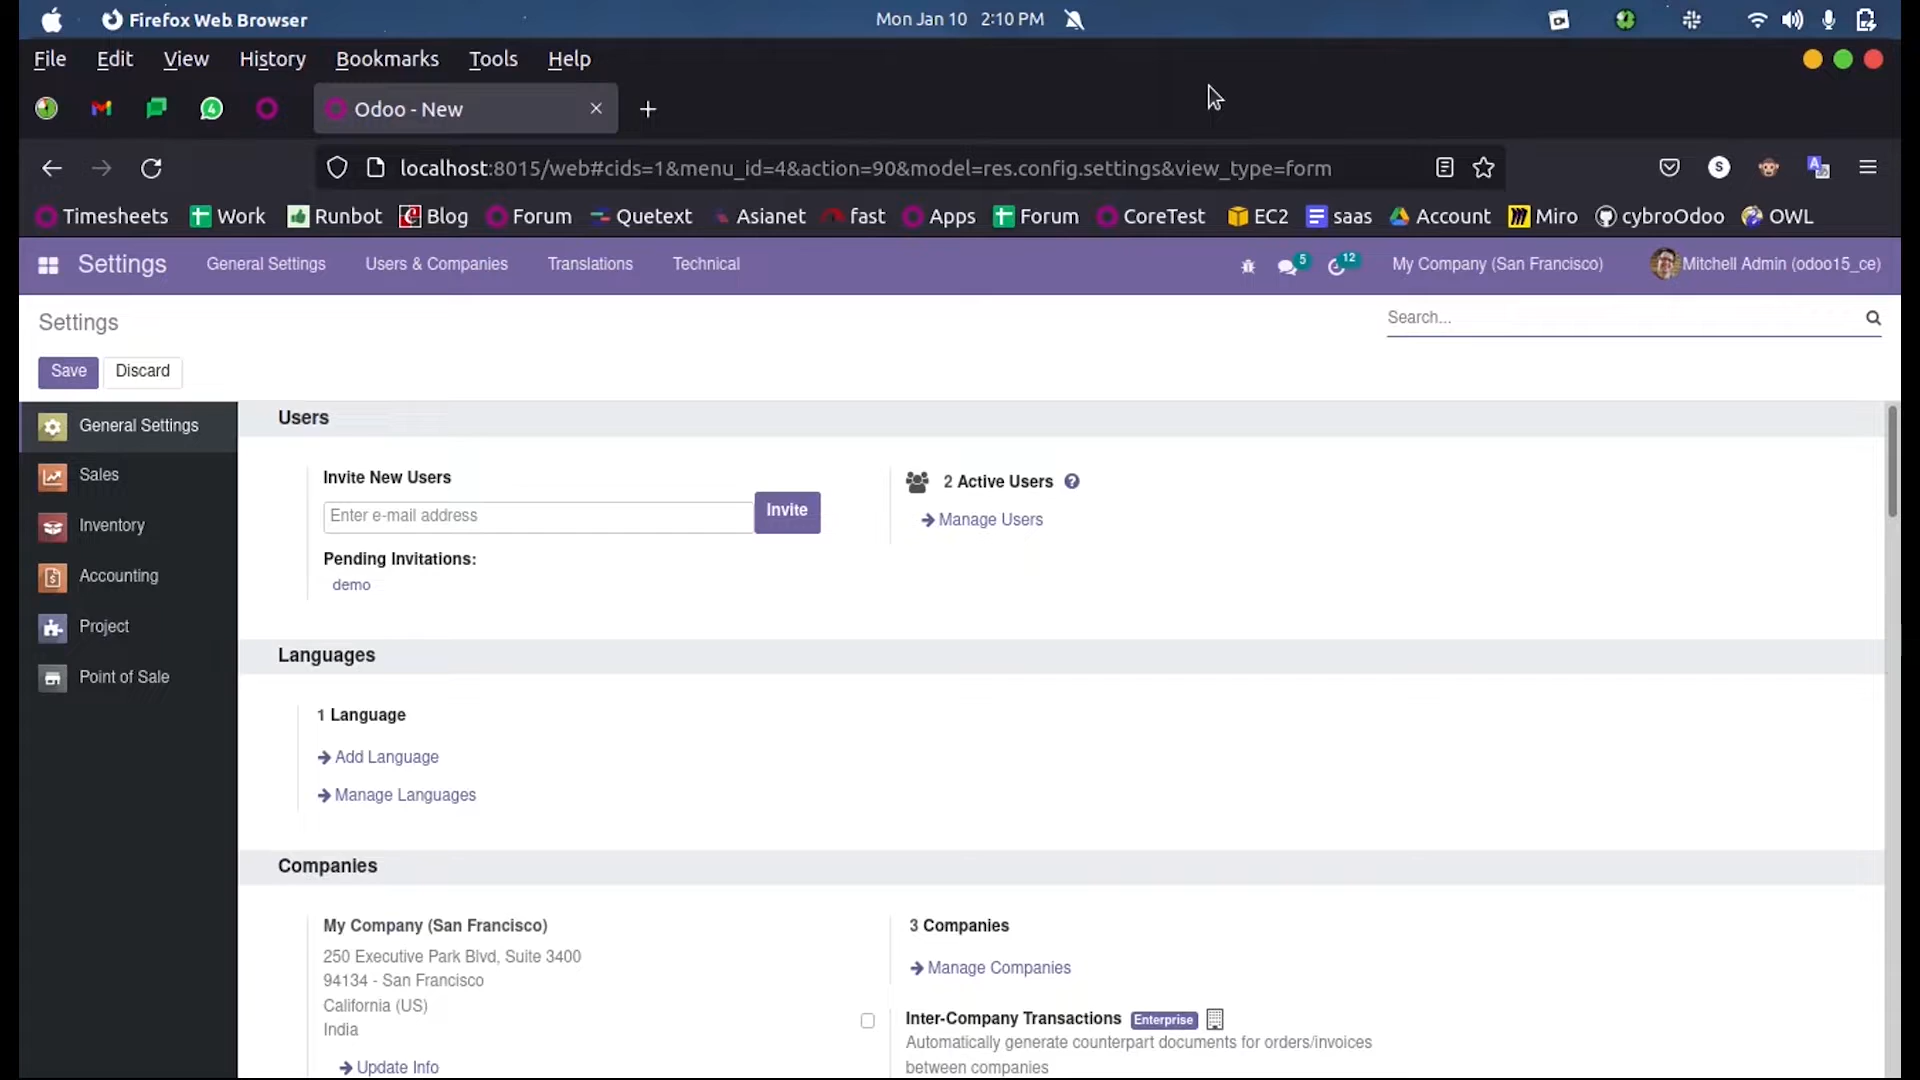 Firefox Web Browser Mon Jan 10 2:10 PM
File Edit View History Bookmarks Tools Help
Odoo - New
localhost:8015/web#cids=1&menu_id=4&action=90&model=res.config.settings&view_type=form
Timesheets Work Runbot Blog Forum Quetext Asianet fast Apps Forum CoreTest EC2 saas Account Miro cybroOdoo OWL
Settings General Settings Users & Companies Translations Technical 5 12 My Company (San Francisco) Mitchell Admin (odoo15_ce)
Settings Search...
Save Discard
General Settings
Sales
Inventory
Accounting
Project
Point of Sale
Users
Invite New Users
Enter e-mail address Invite
Pending Invitations:
demo
2 Active Users
Manage Users
Languages
1 Language
Add Language
Manage Languages
Companies
My Company (San Francisco)
250 Executive Park Blvd, Suite 3400
94134 - San Francisco
California (US)
India
Update Info
3 Companies
Manage Companies
Inter-Company Transactions Enterprise
Automatically generate counterpart documents for orders/invoices
between companies